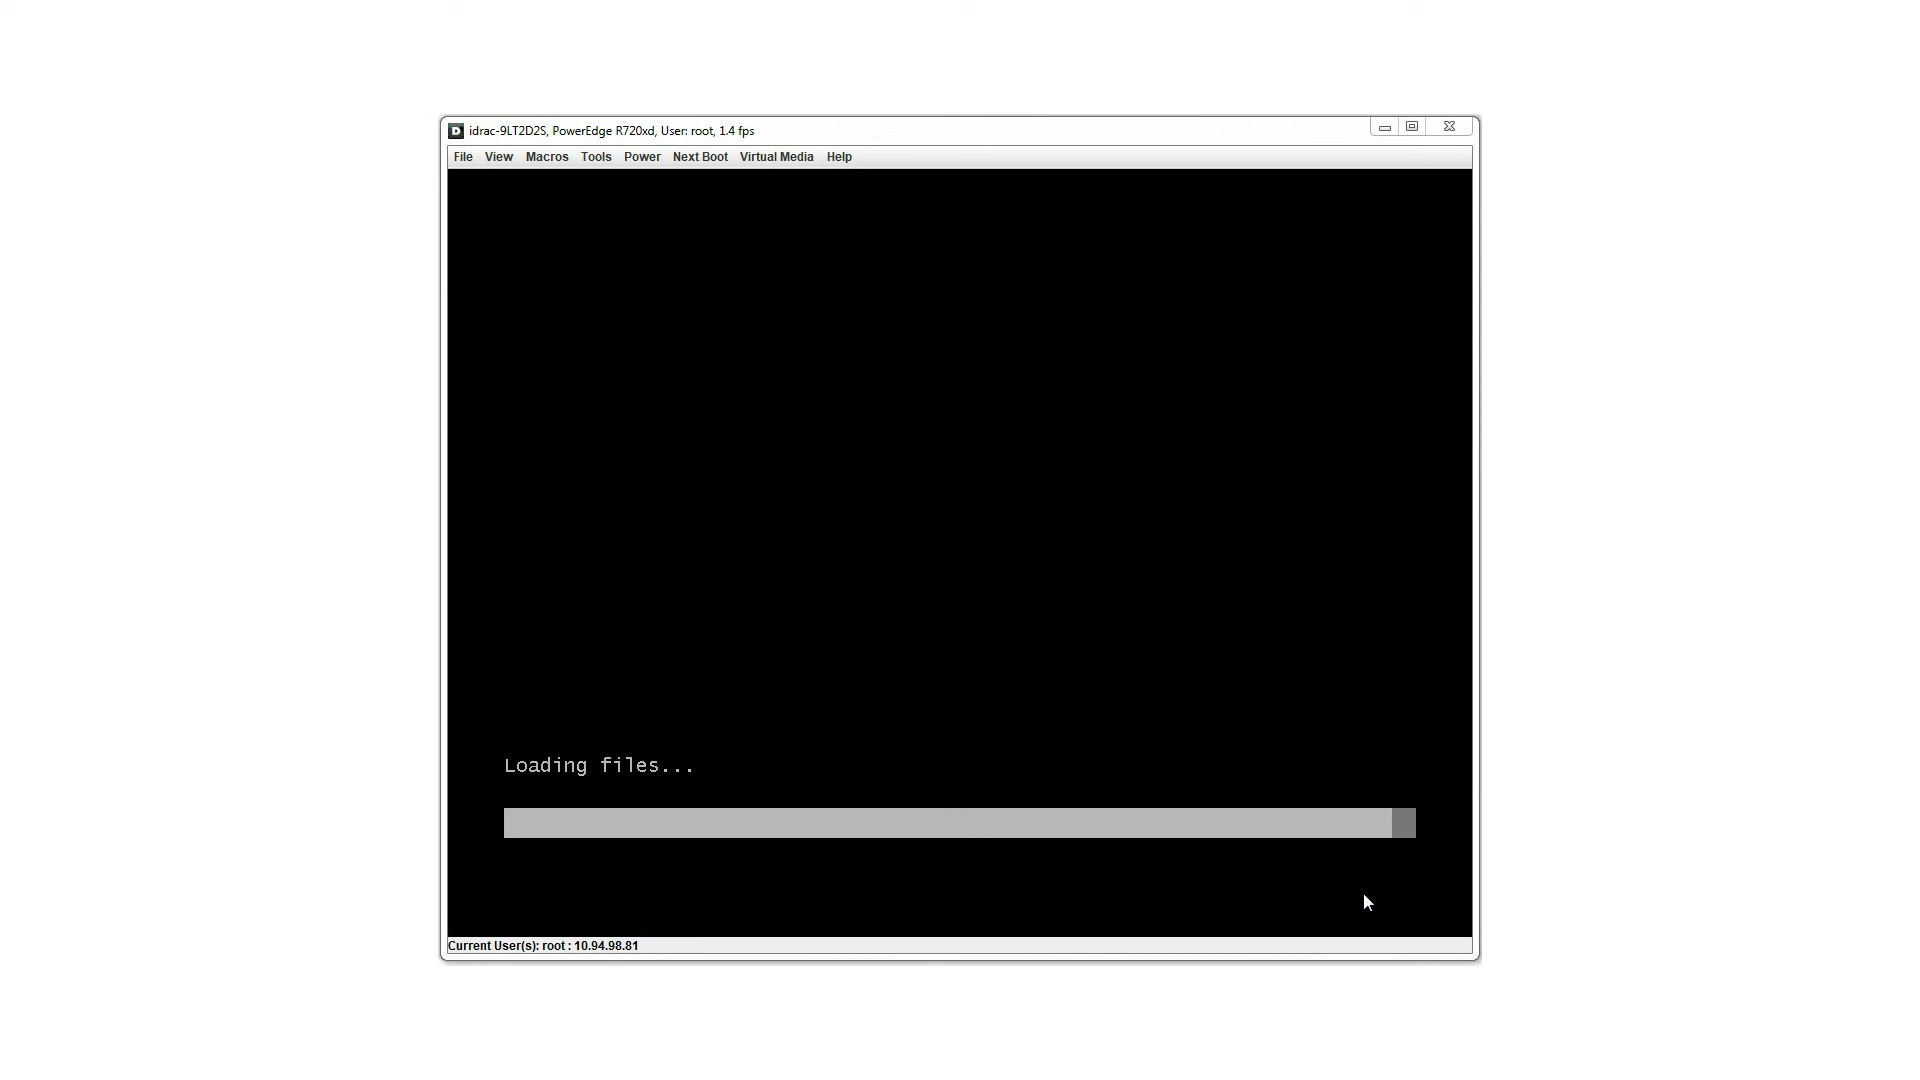 idrac-9LT2D2S, PowerEdge R720xd, User: root, 1.4 fps
File View Macros Tools Power Next Boot Virtual Media Help
Loading files...
Current User(s): root : 10.94.98.81